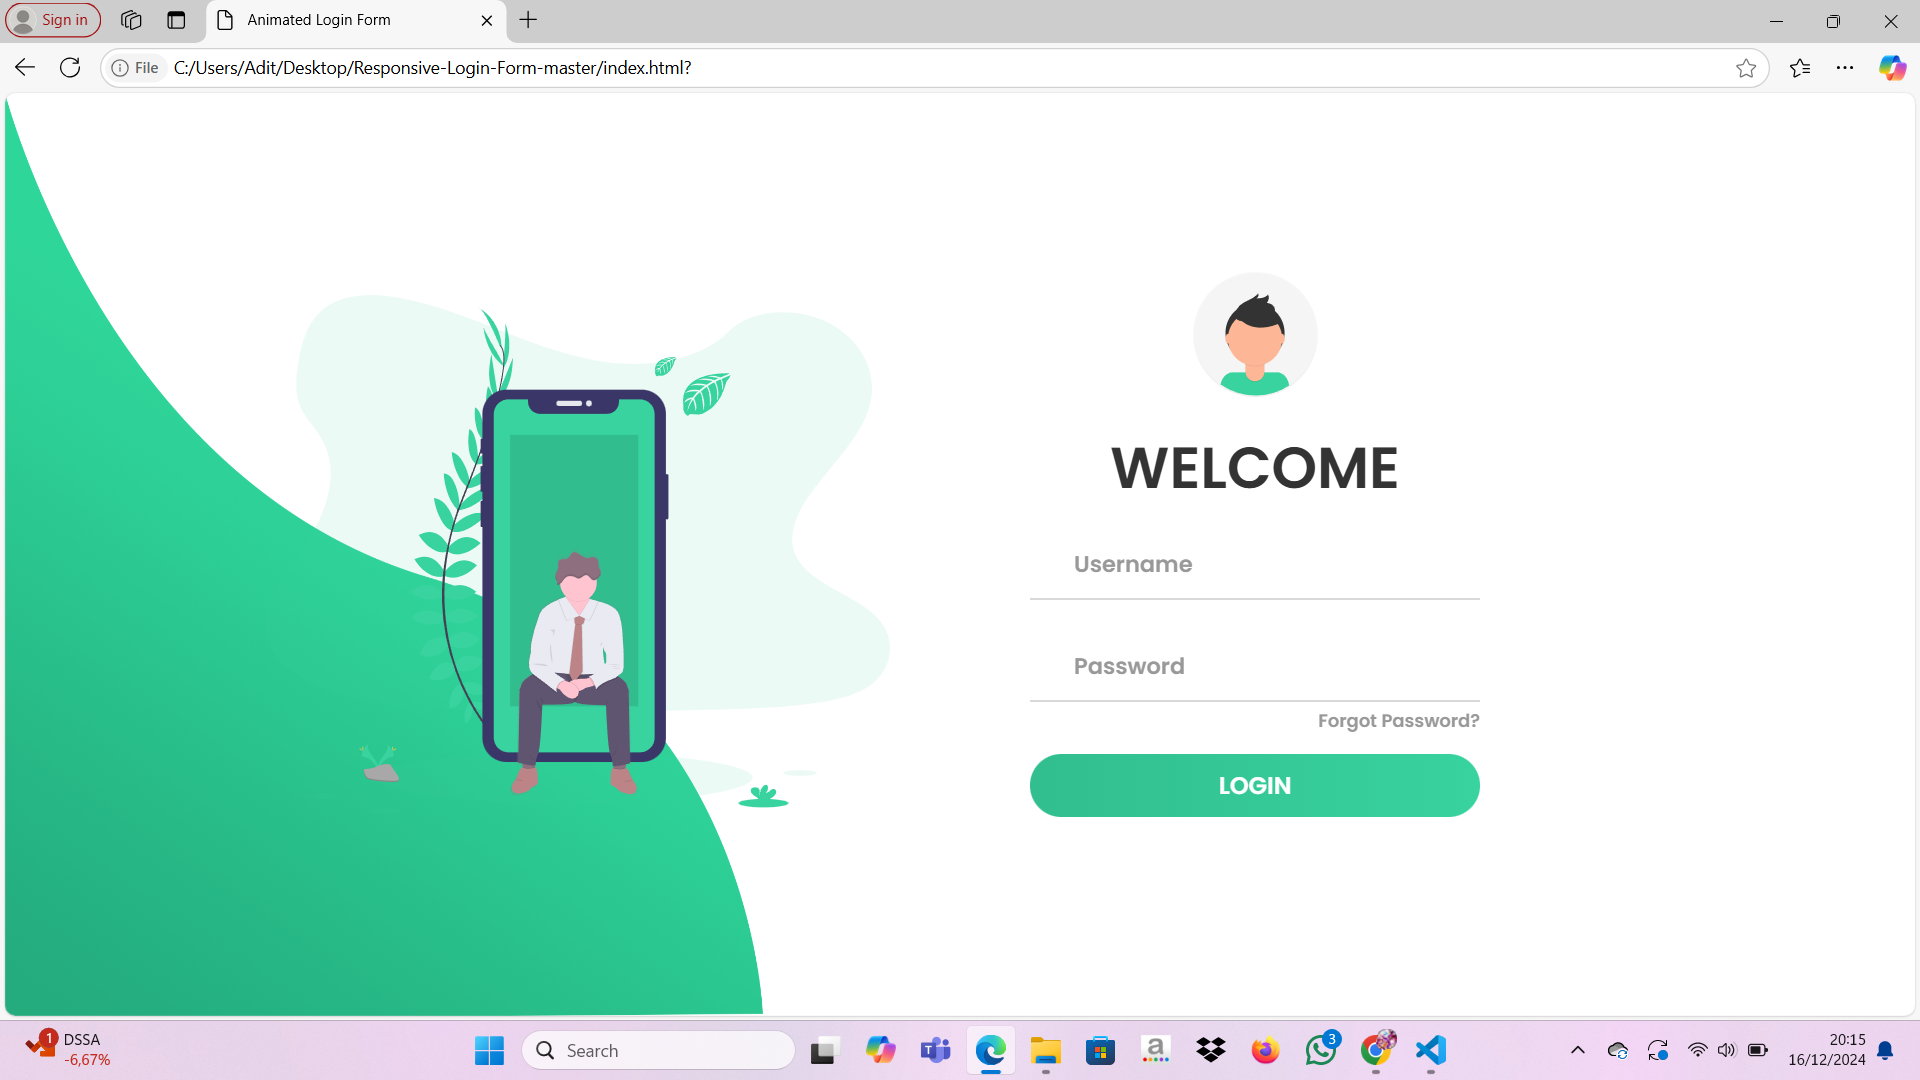 Sign in
Animated Login Form
File
C:/Users/Adit/Desktop/Responsive-Login-Form-master/index.html?
WELCOME
Username
Password
Forgot Password?
LOGIN
1
DSSA
-6,67%
Search
a
3
20:15
16/12/2024